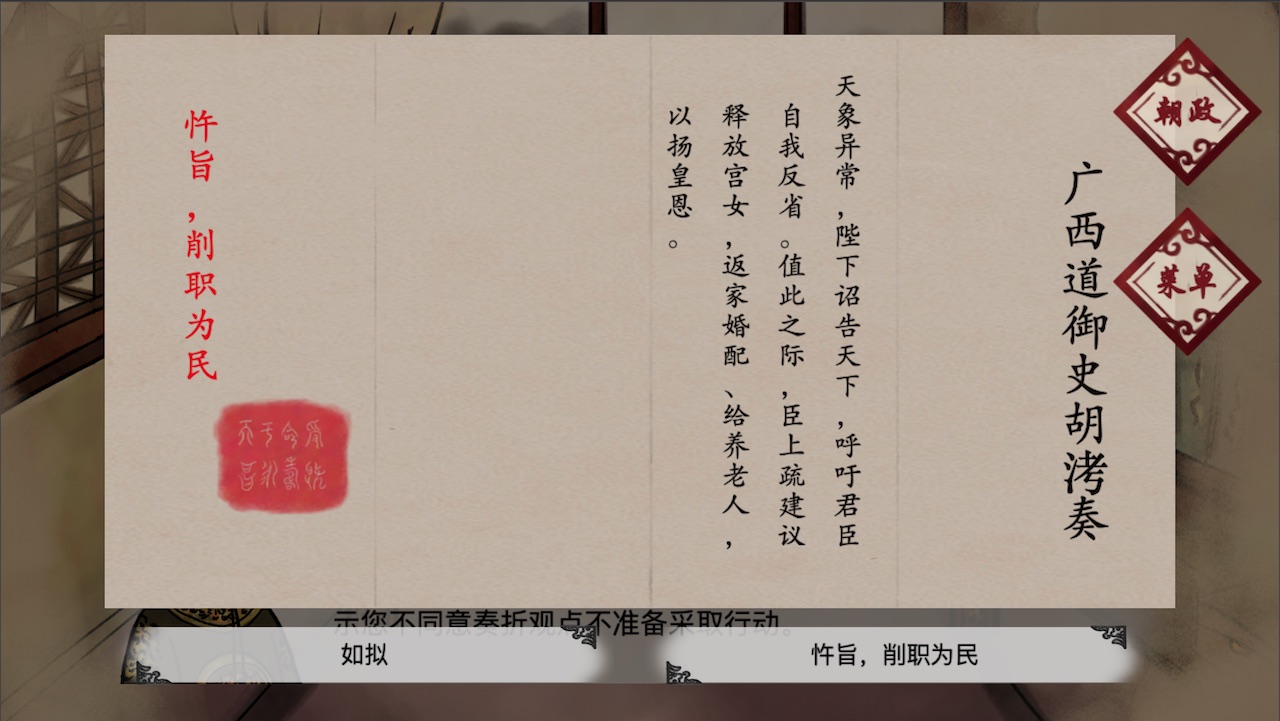 广西道御史胡洘奏
天象异常，陛下诏告天下，呼吁君臣
自我反省。值此之际，臣上疏建议
释放宫女，返家婚配、给养老人，
以扬皇恩。
忤旨，削职为民
朝政
菜单
示您不同意奏折观点不准备采取行动。
如拟
忤旨，削职为民